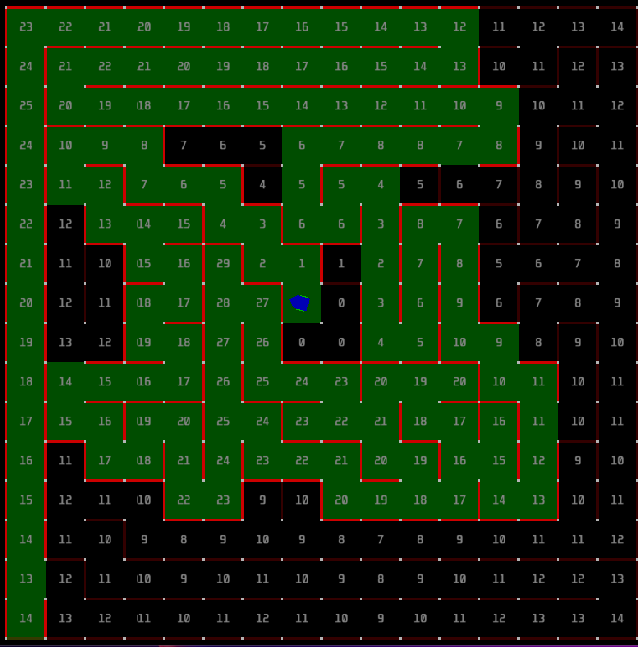 23 22 21 20 19 18 17 16 15 14 13 12 11 12 13 14
24 21 22 21 20 19 18 17 16 15 14 13 10 11 12 13
25 20 19 18 17 16 15 14 13 12 11 10 9 10 11 12
24 10 9 8 7 6 5 6 7 8 8 7 8 9 10 11
23 11 12 7 6 5 4 5 5 4 5 6 7 8 9 10
22 12 13 14 15 4 3 6 6 3 8 7 6 7 8 9
21 11 10 15 16 29 2 1 1 2 7 8 5 6 7 8
20 12 11 18 17 28 27 0 3 6 9 6 7 8 9
19 13 12 19 18 27 26 0 0 4 5 10 9 8 9 10
18 14 15 16 17 26 25 24 23 20 19 20 10 11 10 11
17 15 16 19 20 25 24 23 22 21 18 17 16 11 10 11
16 11 17 18 21 24 23 22 21 20 19 16 15 12 9 10
15 12 11 10 22 23 9 10 20 19 18 17 14 13 10 11
14 11 10 9 8 9 10 9 8 7 8 9 10 11 11 12
13 12 11 10 9 10 11 10 9 8 9 10 11 12 12 13
14 13 12 11 10 11 12 11 10 9 10 11 12 13 13 14